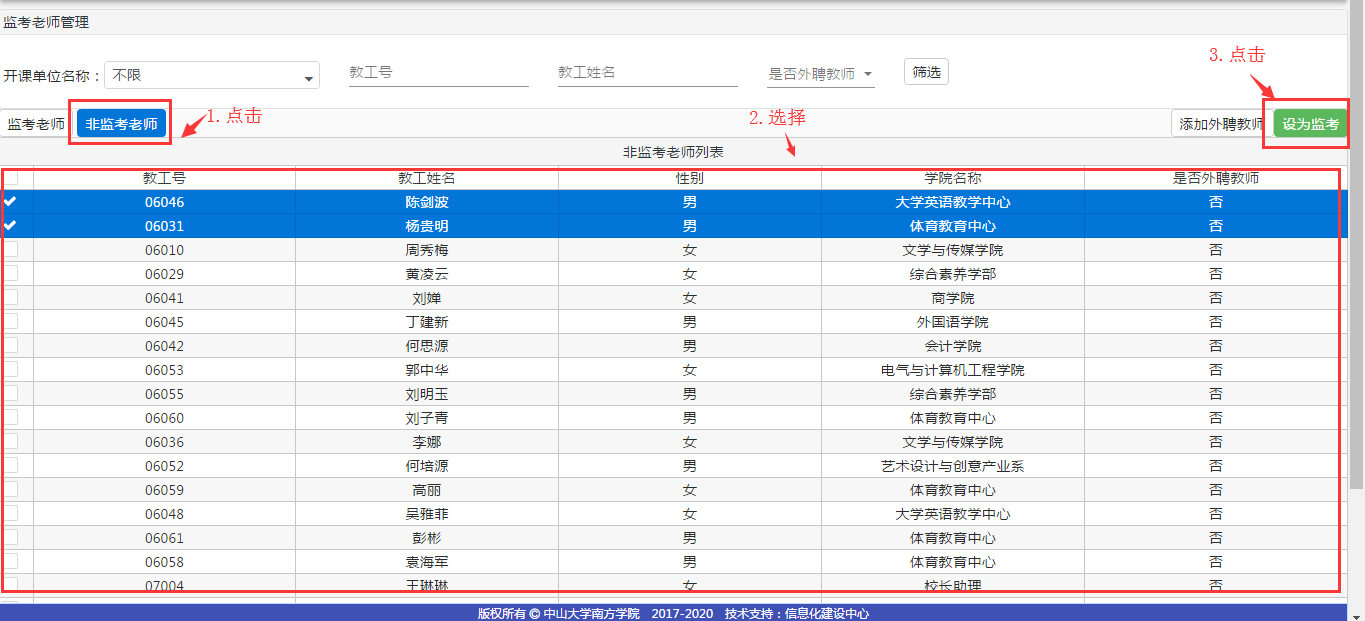 监考老师管理
3. 点击
开课单位名称： 不限 教工号 教工姓名 是否外聘教师 筛选
监考老师 非监考老师 1. 点击 2. 选择 添加外聘教师 设为监考
非监考老师列表
教工号 教工姓名 性别 学院名称 是否外聘教师
06046 陈剑波 男 大学英语教学中心 否
06031 杨贵明 男 体育教育中心 否
06010 周秀梅 女 文学与传媒学院 否
06029 黄凌云 女 综合素养学部 否
06041 刘婵 女 商学院 否
06045 丁建新 男 外国语学院 否
06042 何思源 男 会计学院 否
06053 郭中华 女 电气与计算机工程学院 否
06055 刘明玉 男 综合素养学部 否
06060 刘子青 男 体育教育中心 否
06036 李娜 女 文学与传媒学院 否
06052 何培源 男 艺术设计与创意产业系 否
06059 高丽 女 体育教育中心 否
06048 吴雅菲 女 大学英语教学中心 否
06061 彭彬 男 体育教育中心 否
06058 袁海军 男 体育教育中心 否
07004 王琳琳 女 校长助理 否
版权所有 © 中山大学南方学院 2017-2020 技术支持：信息化建设中心